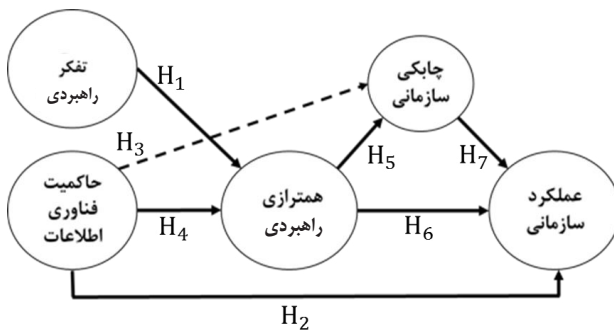 تفکر
راهبردی
H1
چابکی
سازمانی
H3
H5
H7
حاکمیت
فناوری
اطلاعات
H4
همترازی
راهبردی
H6
عملکرد
سازمانی
H2